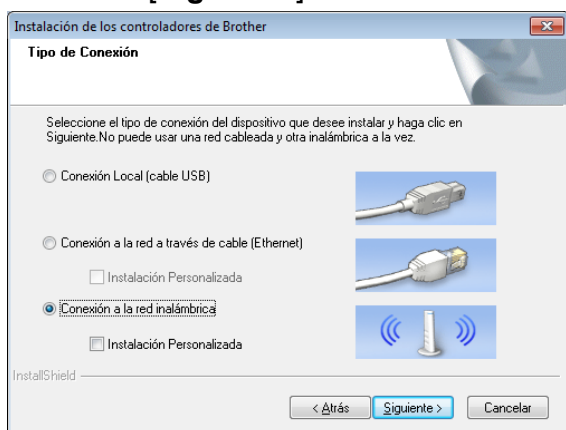 Instalación de los controladores de Brother
Tipo de Conexión
Seleccione el tipo de conexión del dispositivo que desee instalar y haga clic en
Siguiente.No puede usar una red cableada y otra inalámbrica a la vez.
Conexión Local (cable USB)
Conexión a la red a través de cable (Ethernet)
Instalación Personalizada
Conexión a la red inalámbrica
Instalación Personalizada
InstallShield
< Atrás Siguiente > Cancelar